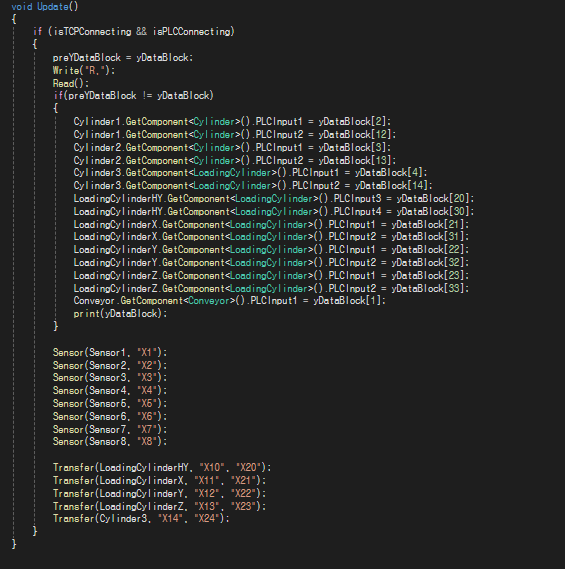 void Update()
{
if (isTCPConnecting && isPLCConnecting)
{
preYDataBlock = yDataBlock;
Write("R,");
Read();
if(preYDataBlock != yDataBlock)
{
Cylinder1.GetComponent<Cylinder>().PLCInput1 = yDataBlock[2];
Cylinder1.GetComponent<Cylinder>().PLCInput2 = yDataBlock[12];
Cylinder2.GetComponent<Cylinder>().PLCInput1 = yDataBlock[3];
Cylinder2.GetComponent<Cylinder>().PLCInput2 = yDataBlock[13];
Cylinder3.GetComponent<LoadingCylinder>().PLCInput1 = yDataBlock[4];
Cylinder3.GetComponent<LoadingCylinder>().PLCInput2 = yDataBlock[14];
LoadingCylinderHY.GetComponent<LoadingCylinder>().PLCInput3 = yDataBlock[20];
LoadingCylinderHY.GetComponent<LoadingCylinder>().PLCInput4 = yDataBlock[30];
LoadingCylinderX.GetComponent<LoadingCylinder>().PLCInput1 = yDataBlock[21];
LoadingCylinderX.GetComponent<LoadingCylinder>().PLCInput2 = yDataBlock[31];
LoadingCylinderY.GetComponent<LoadingCylinder>().PLCInput1 = yDataBlock[22];
LoadingCylinderY.GetComponent<LoadingCylinder>().PLCInput2 = yDataBlock[32];
LoadingCylinderZ.GetComponent<LoadingCylinder>().PLCInput1 = yDataBlock[23];
LoadingCylinderZ.GetComponent<LoadingCylinder>().PLCInput2 = yDataBlock[33];
Conveyor.GetComponent<Conveyor>().PLCInput1 = yDataBlock[1];
print(yDataBlock);
}
Sensor(Sensor1, "X1");
Sensor(Sensor2, "X2");
Sensor(Sensor3, "X3");
Sensor(Sensor4, "X4");
Sensor(Sensor5, "X5");
Sensor(Sensor6, "X6");
Sensor(Sensor7, "X7");
Sensor(Sensor8, "X8");
Transfer(LoadingCylinderHY, "X10", "X20");
Transfer(LoadingCylinderX, "X11", "X21");
Transfer(LoadingCylinderY, "X12", "X22");
Transfer(LoadingCylinderZ, "X13", "X23");
Transfer(Cylinder3, "X14", "X24");
}
}